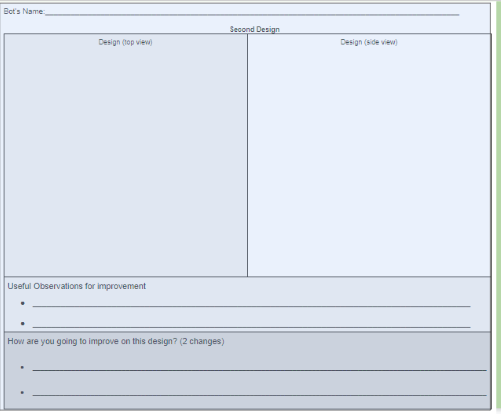 Bot's Name:
Second Design
Design (top view)
Design (side view)
Useful Observations for improvement
How are you going to improve on this design? (2 changes)